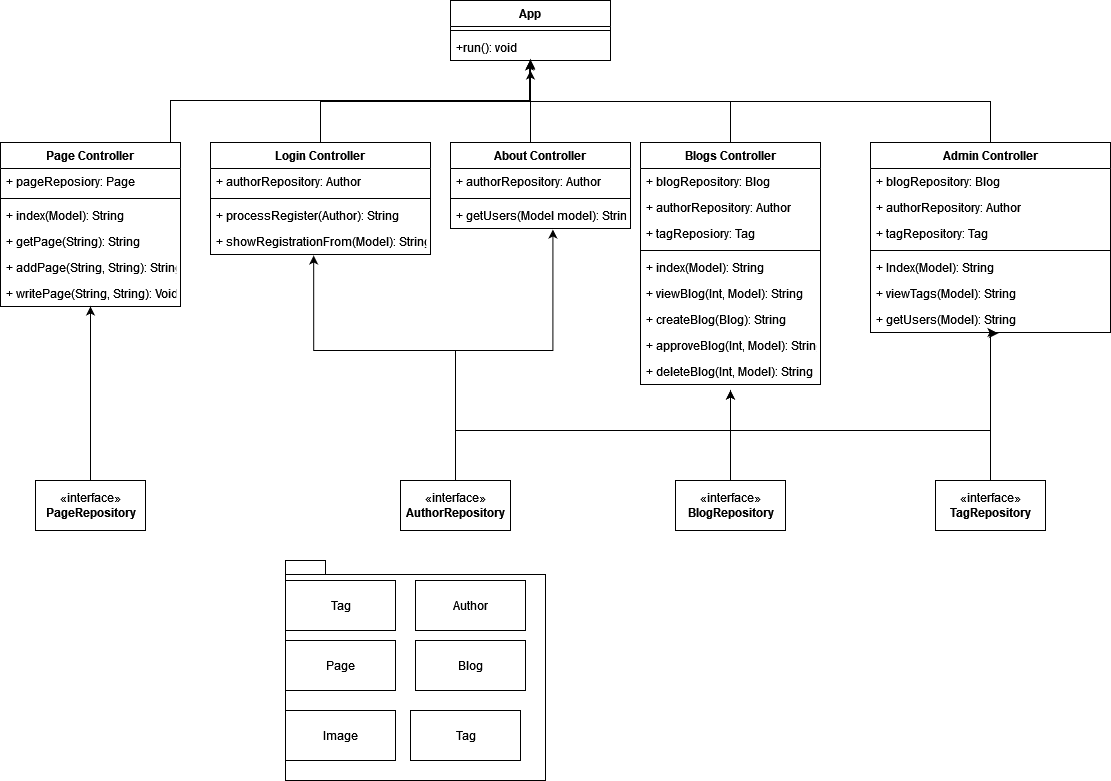 App
+run(): void
Page Controller
+ pageReposiory: Page
+ index(Model): String
+ getPage(String): String
+ addPage(String, String): Strin
+ writePage(String, String): Void
Login Controller
+ authorRepository: Author
+ processRegister(Author): String
+ showRegistrationFrom(Model): String
About Controller
+ authorRepository: Author
+ getUsers(Model model): Strin
Blogs Controller
+ blogRepository: Blog
+ authorRepository: Author
+ tagReposiory: Tag
+ index(Model): String
+ viewBlog(Int, Model): String
+ createBlog(Blog): String
+ approveBlog(Int, Model): Strin
+ deleteBlog(Int, Model): String
Admin Controller
+ blogRepository: Blog
+ authorRepository: Author
+ tagRepository: Tag
+ Index(Model): String
+ viewTags(Model): String
+ getUsers(Model): String
«interface»
PageRepository
«interface»
AuthorRepository
«interface»
BlogRepository
«interface»
TagRepository
Tag
Author
Page
Blog
Image
Tag